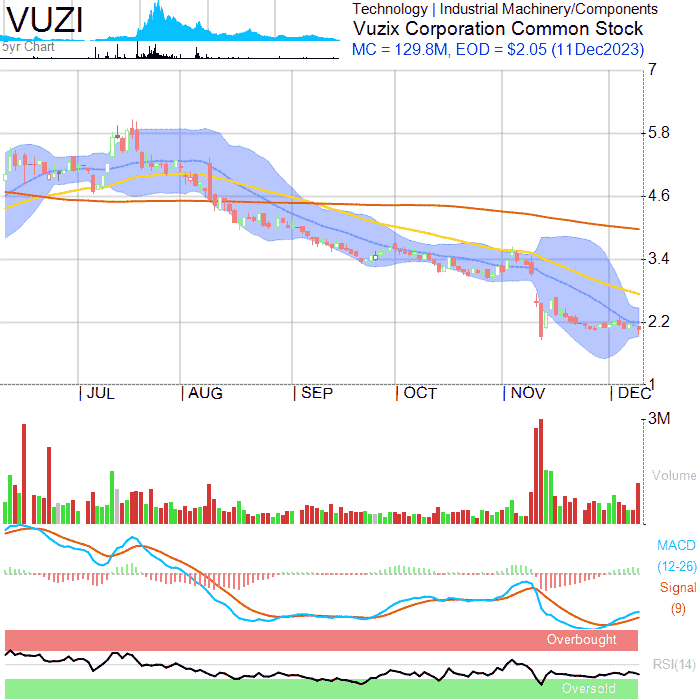 VUZI
5yr Chart
Technology | Industrial Machinery/Components
Vuzix Corporation Common Stock
MC = 129.8M, EOD = $2.05 (11Dec2023)
7
5.8
4.6
3.4
2.2
1
JUL
AUG
SEP
OCT
NOV
DEC
3M
Volume
MACD
(12-26)
Signal
(9)
Overbought
RSI(14)
Oversold